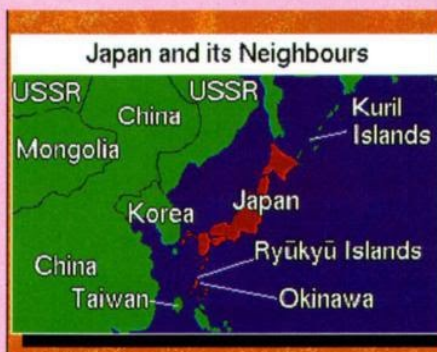 Japan and its Neighbours
USSR
USSR
China
Kuril
Islands
Mongolia
Korea
Japan
China
Ryūkyū Islands
Taiwan
Okinawa